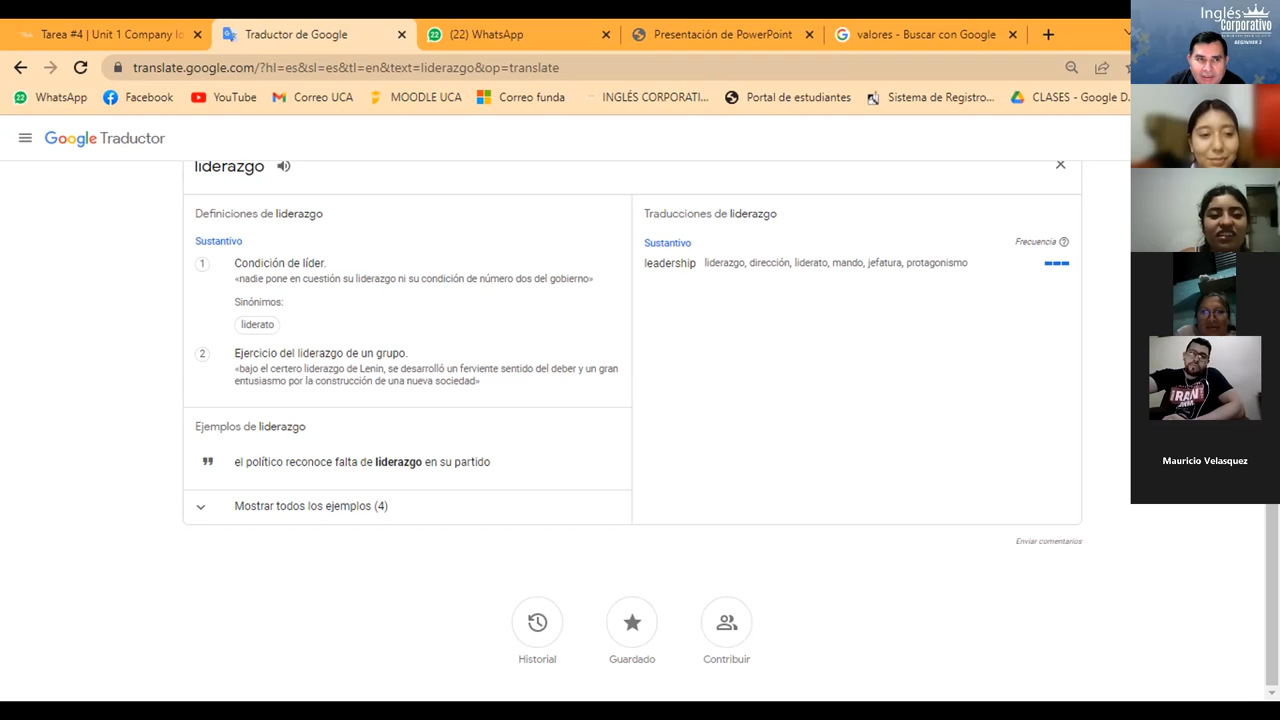 Tarea #4 | Unit 1 Company lo
Traductor de Google
(22) WhatsApp
Presentación de PowerPoint
valores - Buscar con Google
translate.google.com/?hl=es&sl=es&tl=en&text=liderazgo&op=translate
WhatsApp
Facebook
YouTube
Correo UCA
MOODLE UCA
Correo funda
INGLÉS CORPORATI...
Portal de estudiantes
Sistema de Registro...
CLASES - Google D...
Google Traductor
liderazgo
Definiciones de liderazgo
Sustantivo
1 Condición de líder.
«nadie pone en cuestión su liderazgo ni su condición de número dos del gobierno»
Sinónimos:
liderato
2 Ejercicio del liderazgo de un grupo.
«bajo el certero liderazgo de Lenin, se desarrolló un ferviente sentido del deber y un gran
entusiasmo por la construcción de una nueva sociedad»
Ejemplos de liderazgo
el político reconoce falta de liderazgo en su partido
Mostrar todos los ejemplos (4)
Traducciones de liderazgo
Sustantivo Frecuencia
leadership liderazgo, dirección, liderato, mando, jefatura, protagonismo
Enviar comentarios
Historial
Guardado
Contribuir
Inglés
Corporativo
BEGINNER 2
Mauricio Velasquez